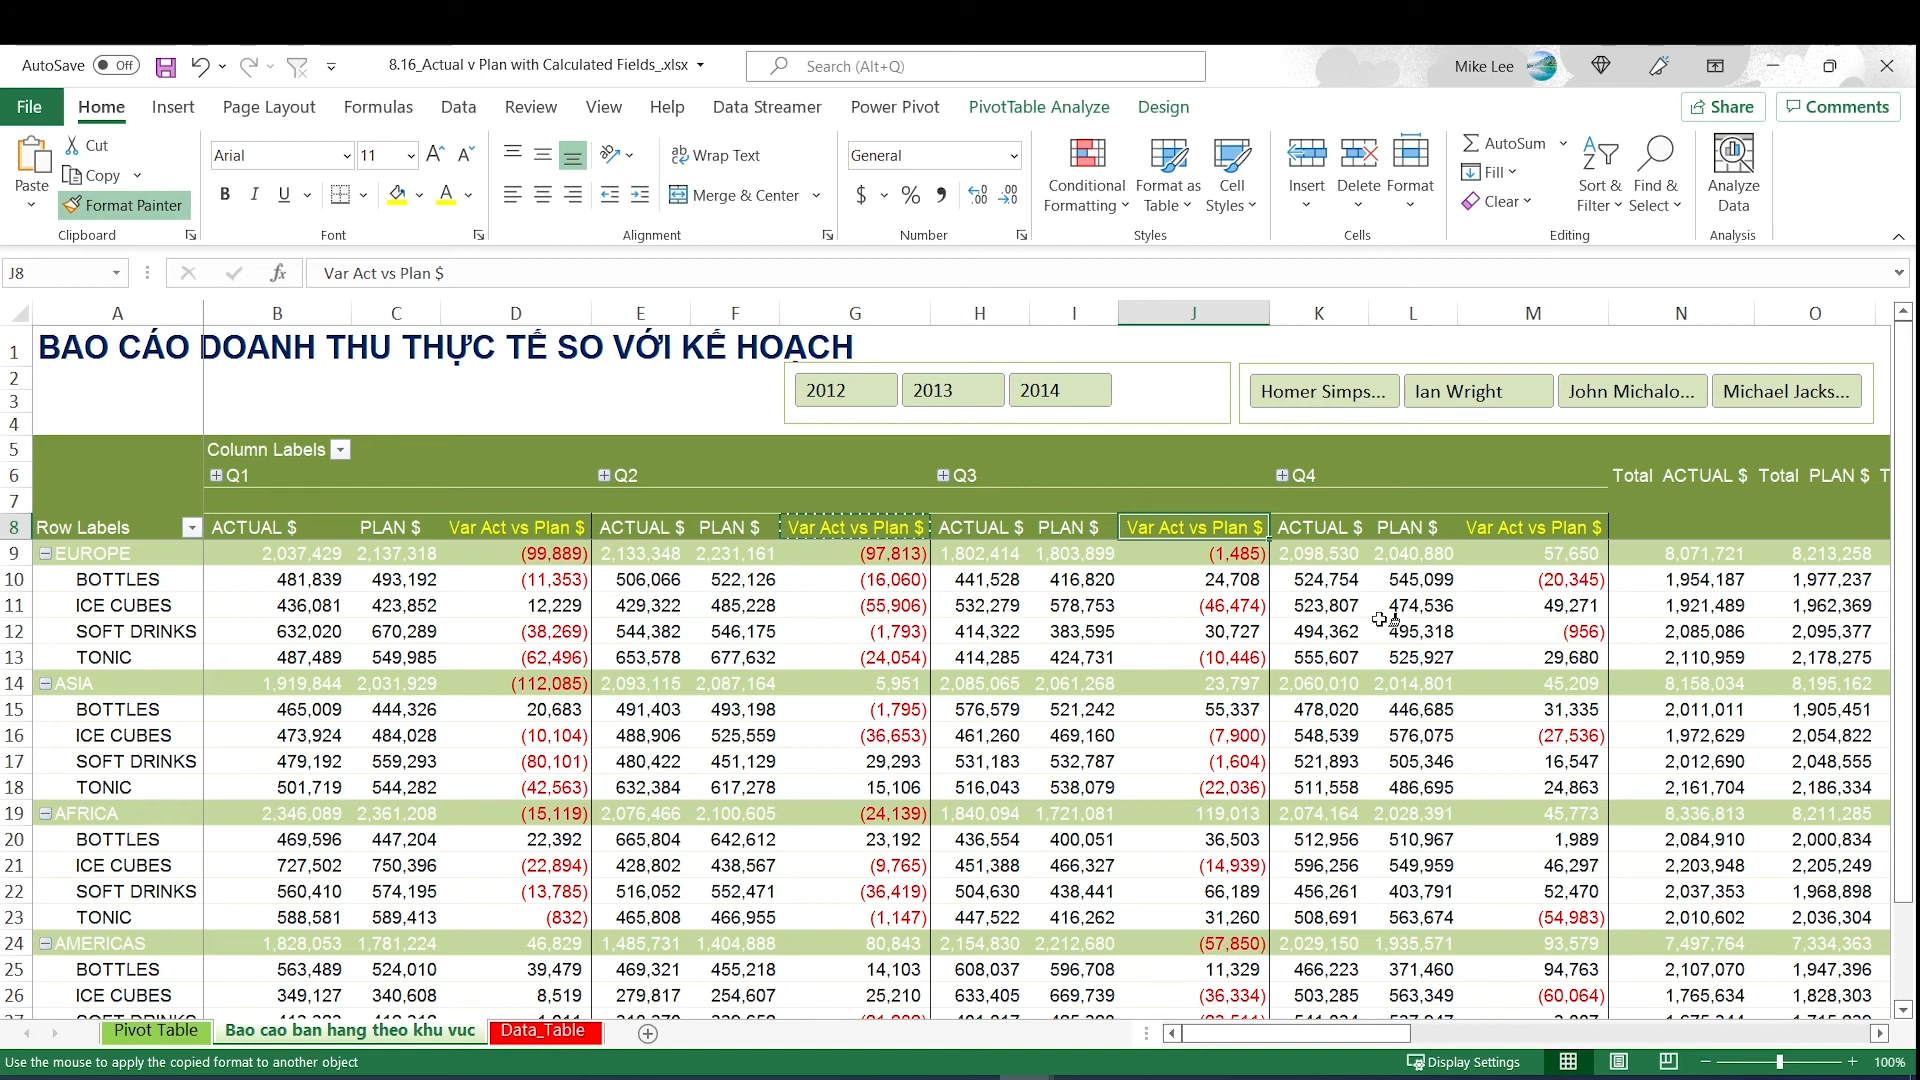 AutoSave Off 8.16_Actual v Plan with Calculated Fields_.xlsx Search (Alt+Q) Mike Lee
File Home Insert Page Layout Formulas Data Review View Help Data Streamer Power Pivot PivotTable Analyze Design Share Comments
Paste Cut Copy Format Painter Clipboard
Arial 11 B I U Font
Wrap Text Merge & Center Alignment
General $ % Number
Conditional Formatting Format as Table Cell Styles Styles
Insert Delete Format Cells
AutoSum Fill Clear Sort & Filter Find & Select Editing
Analyze Data Analysis
J8 fx Var Act vs Plan $
A B C D E F G H I J K L M N O
1 BAO CÁO DOANH THU THỰC TẾ SO VỚI KẾ HOẠCH
2 2012 2013 2014 Homer Simps... Ian Wright John Michalo... Michael Jacks...
3
4
5 Column Labels
6 Q1 Q2 Q3 Q4 Total ACTUAL $ Total PLAN $ T
7
8 Row Labels ACTUAL $ PLAN $ Var Act vs Plan $ ACTUAL $ PLAN $ Var Act vs Plan $ ACTUAL $ PLAN $ Var Act vs Plan $ ACTUAL $ PLAN $ Var Act vs Plan $
9 EUROPE 2,037,429 2,137,318 (99,889) 2,133,348 2,231,161 (97,813) 1,802,414 1,803,899 (1,485) 2,098,530 2,040,880 57,650 8,071,721 8,213,258
10 BOTTLES 481,839 493,192 (11,353) 506,066 522,126 (16,060) 441,528 416,820 24,708 524,754 545,099 (20,345) 1,954,187 1,977,237
11 ICE CUBES 436,081 423,852 12,229 429,322 485,228 (55,906) 532,279 578,753 (46,474) 523,807 474,536 49,271 1,921,489 1,962,369
12 SOFT DRINKS 632,020 670,289 (38,269) 544,382 546,175 (1,793) 414,322 383,595 30,727 494,362 495,318 (956) 2,085,086 2,095,377
13 TONIC 487,489 549,985 (62,496) 653,578 677,632 (24,054) 414,285 424,731 (10,446) 555,607 525,927 29,680 2,110,959 2,178,275
14 ASIA 1,919,844 2,031,929 (112,085) 2,093,115 2,087,164 5,951 2,085,065 2,061,268 23,797 2,060,010 2,014,801 45,209 8,158,034 8,195,162
15 BOTTLES 465,009 444,326 20,683 491,403 493,198 (1,795) 576,579 521,242 55,337 478,020 446,685 31,335 2,011,011 1,905,451
16 ICE CUBES 473,924 484,028 (10,104) 488,906 525,559 (36,653) 461,260 469,160 (7,900) 548,539 576,075 (27,536) 1,972,629 2,054,822
17 SOFT DRINKS 479,192 559,293 (80,101) 480,422 451,129 29,293 531,183 532,787 (1,604) 521,893 505,346 16,547 2,012,690 2,048,555
18 TONIC 501,719 544,282 (42,563) 632,384 617,278 15,106 516,043 538,079 (22,036) 511,558 486,695 24,863 2,161,704 2,186,334
19 AFRICA 2,346,089 2,361,208 (15,119) 2,076,466 2,100,605 (24,139) 1,840,094 1,721,081 119,013 2,074,164 2,028,391 45,773 8,336,813 8,211,285
20 BOTTLES 469,596 447,204 22,392 665,804 642,612 23,192 436,554 400,051 36,503 512,956 510,967 1,989 2,084,910 2,000,834
21 ICE CUBES 727,502 750,396 (22,894) 428,802 438,567 (9,765) 451,388 466,327 (14,939) 596,256 549,959 46,297 2,203,948 2,205,249
22 SOFT DRINKS 560,410 574,195 (13,785) 516,052 552,471 (36,419) 504,630 438,441 66,189 456,261 403,791 52,470 2,037,353 1,968,898
23 TONIC 588,581 589,413 (832) 465,808 466,955 (1,147) 447,522 416,262 31,260 508,691 563,674 (54,983) 2,010,602 2,036,304
24 AMERICAS 1,828,053 1,781,224 46,829 1,485,731 1,404,888 80,843 2,154,830 2,212,680 (57,850) 2,029,150 1,935,571 93,579 7,497,764 7,334,363
25 BOTTLES 563,489 524,010 39,479 469,321 455,218 14,103 608,037 596,708 11,329 466,223 371,460 94,763 2,107,070 1,947,396
26 ICE CUBES 349,127 340,608 8,519 279,817 254,607 25,210 633,405 669,739 (36,334) 503,285 563,349 (60,064) 1,765,634 1,828,303
Pivot Table Bao cao ban hang theo khu vuc Data_Table
Use the mouse to apply the copied format to another object Display Settings 100%